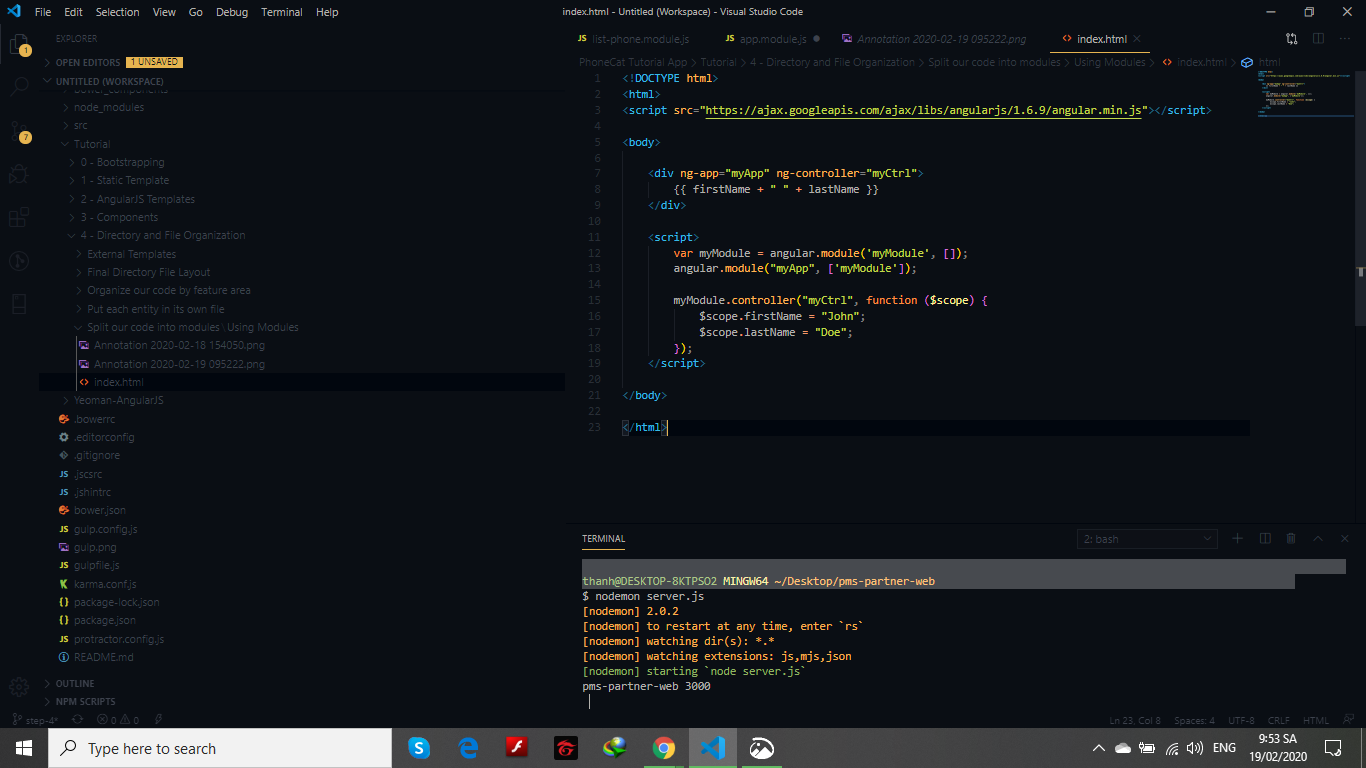 File Edit Selection View Go Debug Terminal Help
index.html - Untitled (Workspace) - Visual Studio Code
EXPLORER
1
7
OPEN EDITORS 1 UNSAVED
UNTITLED (WORKSPACE)
bower_components
node_modules
src
Tutorial
0 - Bootstrapping
1 - Static Template
2 - AngularJS Templates
3 - Components
4 - Directory and File Organization
External Templates
Final Directory File Layout
Organize our code by feature area
Put each entity in its own file
Split our code into modules \ Using Modules
Annotation 2020-02-18 154050.png
Annotation 2020-02-19 095222.png
index.html
Yeoman-AngularJS
.bowerrc
.editorconfig
.gitignore
.jscsrc
.jshintrc
bower.json
gulp.config.js
gulp.png
gulpfile.js
karma.conf.js
package-lock.json
package.json
protractor.config.js
README.md
OUTLINE
NPM SCRIPTS
JS list-phone.module.js
JS app.module.js
Annotation 2020-02-19 095222.png
index.html
PhoneCat Tutorial App > Tutorial > 4 - Directory and File Organization > Split our code into modules > Using Modules > index.html > html
1 <!DOCTYPE html>
2 <html>
3 <script src="https://ajax.googleapis.com/ajax/libs/angularjs/1.6.9/angular.min.js"></script>
4
5 <body>
6
7 <div ng-app="myApp" ng-controller="myCtrl">
8 {{ firstName + " " + lastName }}
9 </div>
10
11 <script>
12 var myModule = angular.module('myModule', []);
13 angular.module("myApp", ['myModule']);
14
15 myModule.controller("myCtrl", function ($scope) {
16 $scope.firstName = "John";
17 $scope.lastName = "Doe";
18 });
19 </script>
20
21 </body>
22
23 </html>
TERMINAL
2: bash
thanh@DESKTOP-8KTPSO2 MINGW64 ~/Desktop/pms-partner-web
$ nodemon server.js
[nodemon] 2.0.2
[nodemon] to restart at any time, enter `rs`
[nodemon] watching dir(s): *.*
[nodemon] watching extensions: js,mjs,json
[nodemon] starting `node server.js`
pms-partner-web 3000
step-4* 0 0
Ln 23, Col 8 Spaces: 4 UTF-8 CRLF HTML
Type here to search
ENG
9:53 SA
19/02/2020